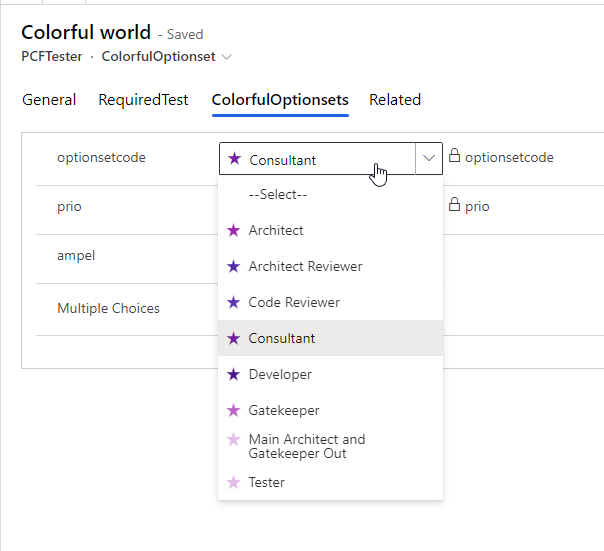 Colorful world - Saved
PCFTester · ColorfulOptionset
General RequiredTest ColorfulOptionsets Related
optionsetcode Consultant optionsetcode
--Select--
prio prio
Architect
ampel
Architect Reviewer
Code Reviewer
Multiple Choices
Consultant
Developer
Gatekeeper
Main Architect and
Gatekeeper Out
Tester